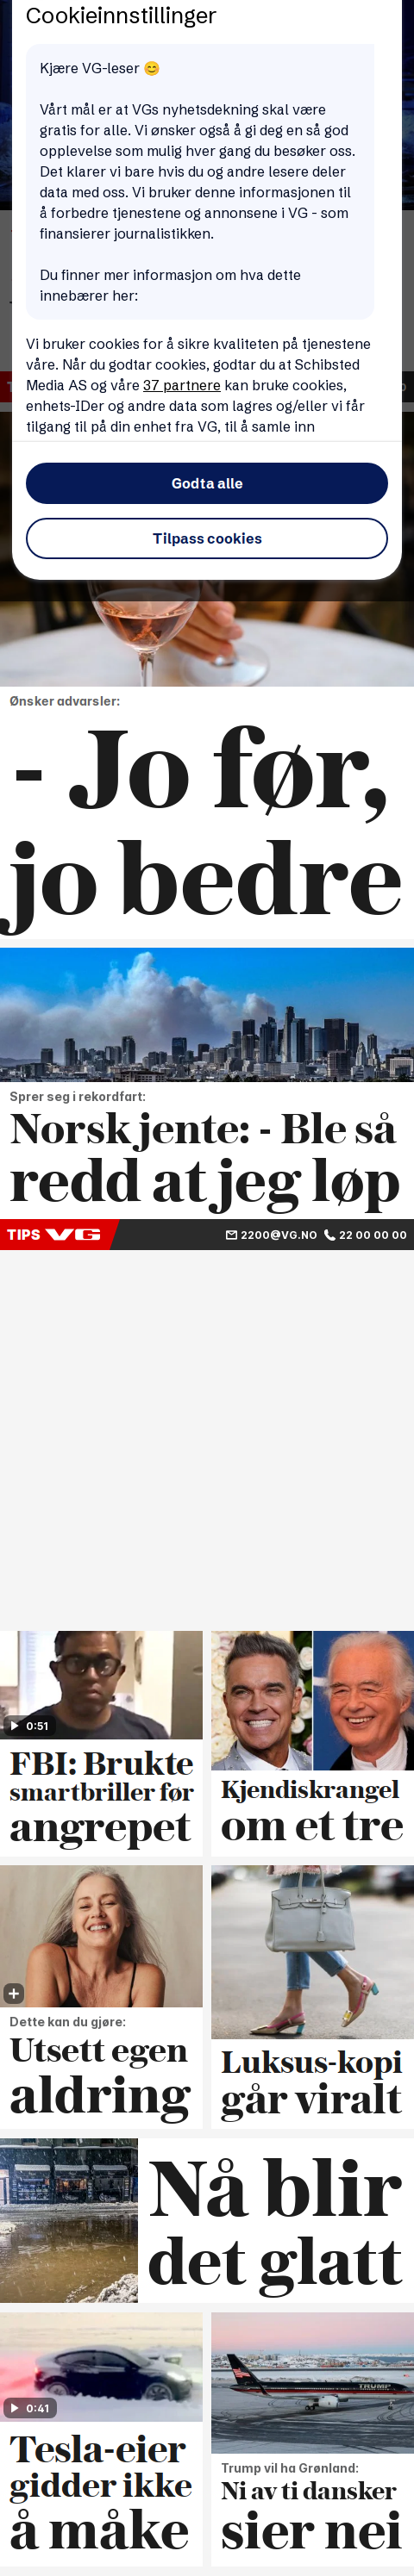 Cookieinnstillinger
Kjære VG-leser 😊
Vårt mål er at VGs nyhetsdekning skal være
gratis for alle. Vi ønsker også å gi deg en så god
opplevelse som mulig hver gang du besøker oss.
Det klarer vi bare hvis du og andre lesere deler
data med oss. Vi bruker denne informasjonen til
å forbedre tjenestene og annonsene i VG - som
finansierer journalistikken.
Du finner mer informasjon om hva dette
innebærer her:
Vi bruker cookies for å sikre kvaliteten på tjenestene
våre. Når du godtar cookies, godtar du at Schibsted
Media AS og våre 37 partnere kan bruke cookies,
enhets-IDer og andre data som lagres og/eller vi får
tilgang til på din enhet fra VG, til å samle inn
Godta alle
Tilpass cookies
Ønsker advarsler:
- Jo før,
jo bedre
Sprer seg i rekordfart:
Norsk jente: - Ble så
redd at jeg løp
TIPS VG 2200@VG.NO 22 00 00 00
0:51
FBI: Brukte
smartbriller før
angrepet
Kjendiskrangel
om et tre
Dette kan du gjøre:
Utsett egen
aldring
Luksus-kopi
går viralt
Nå blir
det glatt
0:41
Tesla-eier
gidder ikke
å måke
TRUMP
Trump vil ha Grønland:
Ni av ti dansker
sier nei